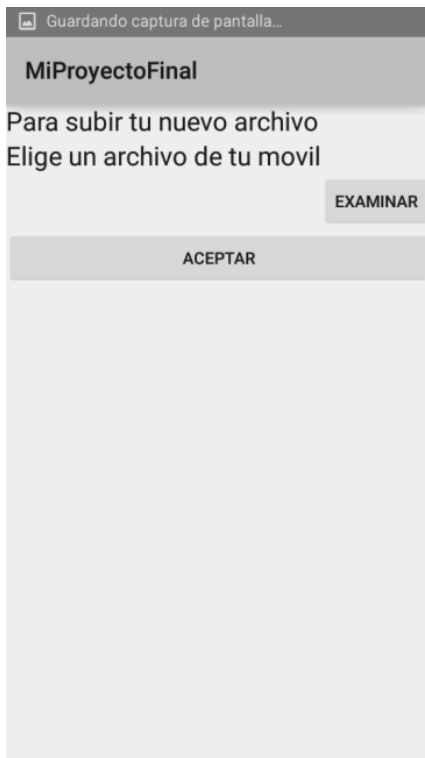 Guardando captura de pantalla...
MiProyectoFinal
Para subir tu nuevo archivo
Elige un archivo de tu movil
EXAMINAR
ACEPTAR